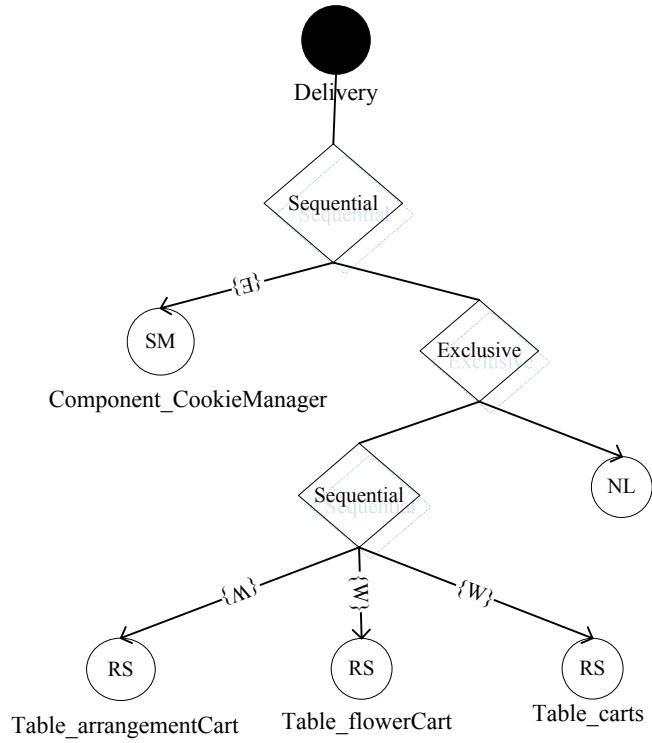 Delivery
Sequential
{E}
SM
Exclusive
Component_CookieManager
Sequential
NL
{W}
{W}
{W}
RS
RS
RS
Table_arrangementCart
Table_flowerCart
Table_carts